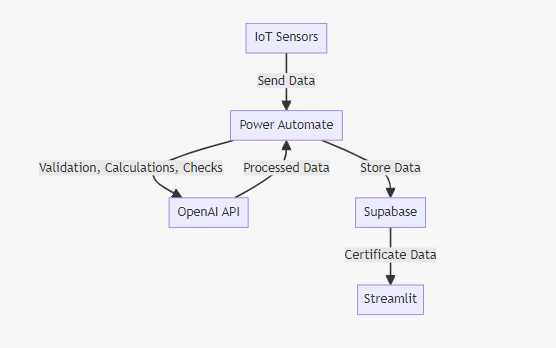 IoT Sensors
Send Data
Power Automate
Validation, Calculations, Checks
Processed Data
Store Data
OpenAI API
Supabase
Certificate Data
Streamlit